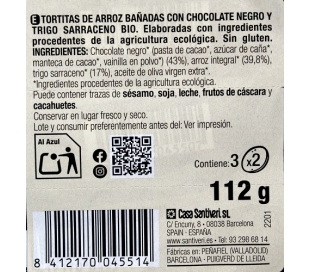 TORTITAS DE ARROZ BAÑADAS CON CHOCOLATE NEGRO Y
TRIGO SARRACENO BIO. Elaboradas con ingredientes
procedentes de la agricultura ecológica. Sin gluten.
INGREDIENTES: Chocolate negro* (pasta de cacao*, azúcar de caña*,
manteca de cacao*, vainilla en polvo*) (43%), arroz integral* (39,8%),
trigo sarraceno* (17%), aceite de oliva virgen extra*.
*Ingredientes procedentes de la agricultura ecológica.
Puede contener trazas de sésamo, soja, leche, frutos de cáscara y
cacahuetes.
Conservar en lugar fresco y seco.
Lote y consumir preferentemente antes del: Ver impresión.
Al Azul
Contiene: 3 x2
112 g
Casa Santiveri, SL
C/ Encuny, 8 - 08038 Barcelona
SPAIN - ESPAÑA
www.santiveri.com - Tel: 93 298 68 14
Fábricas en: PEÑAFIEL (VALLADOLID)
BARCELONA, PUIGVERD DE LLEIDA
2201
8 412170 045514